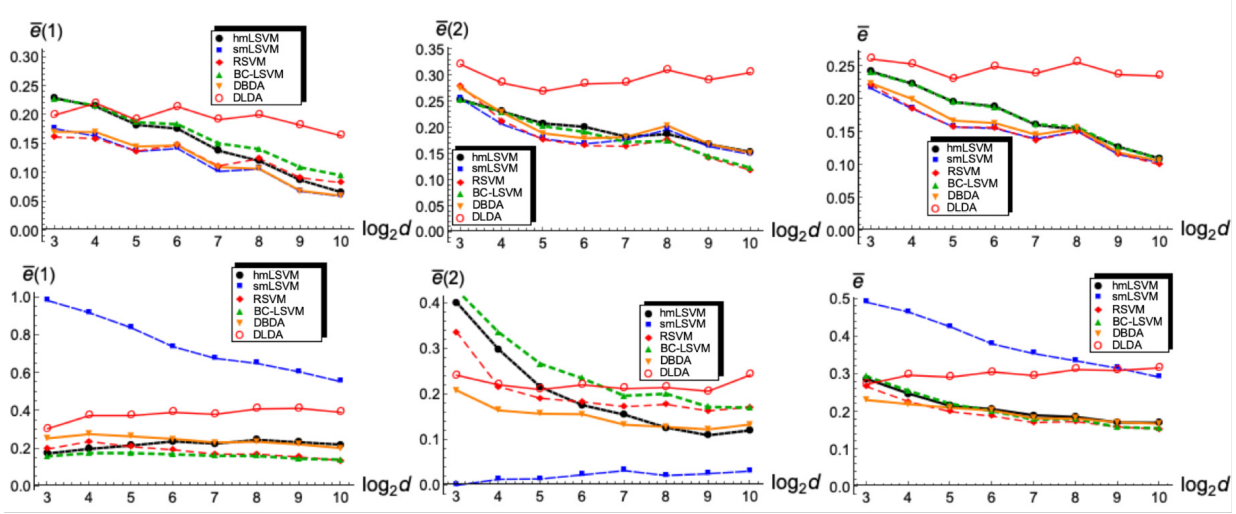 e̅(1)
0.30
0.25
0.20
0.15
0.10
0.05
0.00
3 4 5 6 7 8 9 10
log₂d
hmLSVM
smLSVM
RSVM
BC-LSVM
DBDA
DLDA
e̅(2)
0.35
0.30
0.25
0.20
0.15
0.10
0.05
0.00
3 4 5 6 7 8 9 10
log₂d
hmLSVM
smLSVM
RSVM
BC-LSVM
DBDA
DLDA
e̅
0.25
0.20
0.15
0.10
0.05
0.00
3 4 5 6 7 8 9 10
log₂d
hmLSVM
smLSVM
RSVM
BC-LSVM
DBDA
DLDA
e̅(1)
1.0
0.8
0.6
0.4
0.2
0.0
3 4 5 6 7 8 9 10
log₂d
hmLSVM
smLSVM
RSVM
BC-LSVM
DBDA
DLDA
e̅(2)
0.4
0.3
0.2
0.1
0.0
3 4 5 6 7 8 9 10
log₂d
hmLSVM
smLSVM
RSVM
BC-LSVM
DBDA
DLDA
e̅
0.5
0.4
0.3
0.2
0.1
0.0
3 4 5 6 7 8 9 10
log₂d
hmLSVM
smLSVM
RSVM
BC-LSVM
DBDA
DLDA